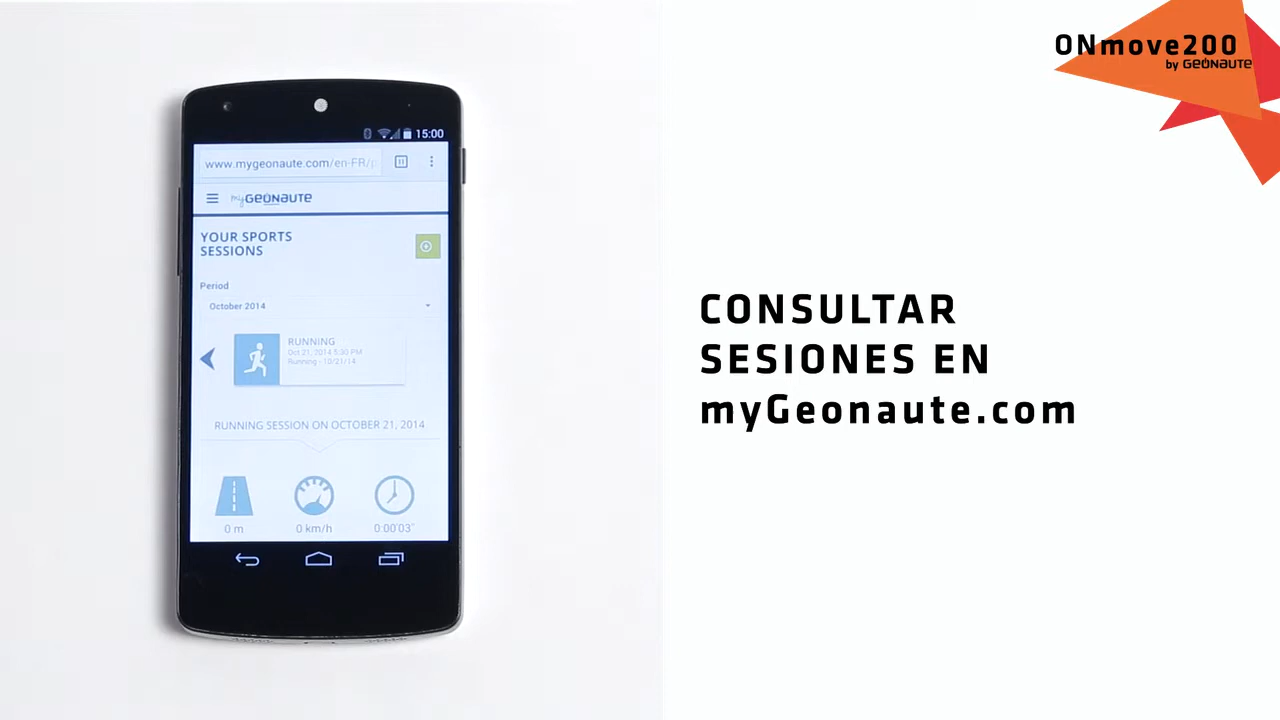 ONmove200
by GEONAUTE
15:00
www.mygeonaute.com/en-FR/p
myGEONAUTE
YOUR SPORTS
SESSIONS
Period
October 2014
RUNNING
Oct 21, 2014 5:30 PM
Running - 10/21/14
RUNNING SESSION ON OCTOBER 21, 2014
0 m
0 km/h
0:00'03"
CONSULTAR
SESIONES EN
myGeonaute.com